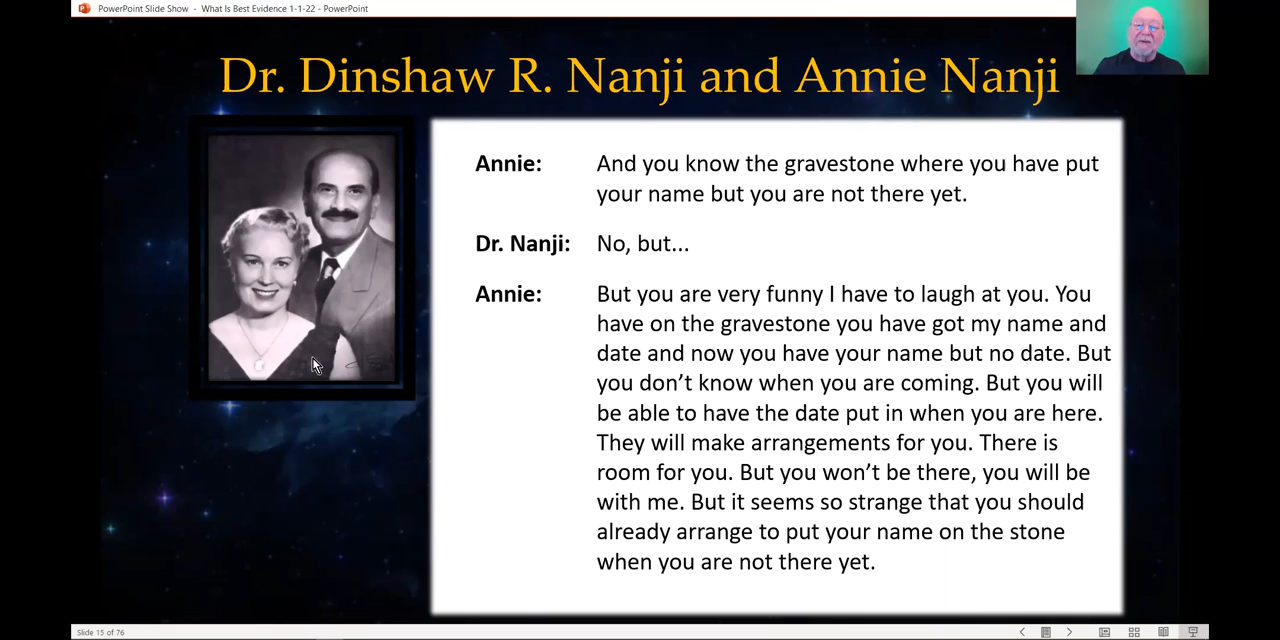 PowerPoint Slide Show - What Is Best Evidence 1-1-22 - PowerPoint
Dr. Dinshaw R. Nanji and Annie Nanji
Annie: And you know the gravestone where you have put
your name but you are not there yet.
Dr. Nanji: No, but...
Annie: But you are very funny I have to laugh at you. You
have on the gravestone you have got my name and
date and now you have your name but no date. But
you don't know when you are coming. But you will
be able to have the date put in when you are here.
They will make arrangements for you. There is
room for you. But you won't be there, you will be
with me. But it seems so strange that you should
already arrange to put your name on the stone
when you are not there yet.
Slide 15 of 76